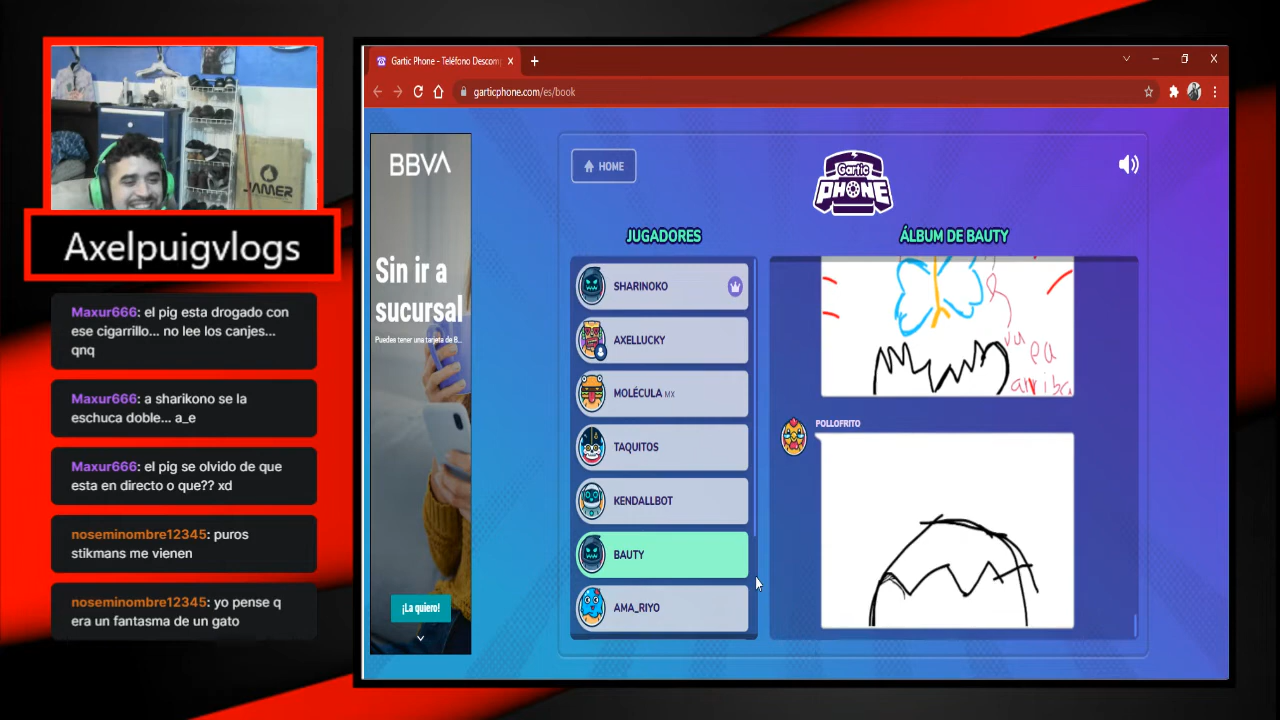 Gartic Phone - Teléfono Descom
garticphone.com/es/book
JAMER
Axelpuigvlogs
Maxur666: el pig esta drogado con
ese cigarrillo... no lee los canjes...
qnq
Maxur666: a sharikono se la
eschuca doble... a_e
Maxur666: el pig se olvido de que
esta en directo o que?? xd
noseminombre12345: puros
stikmans me vienen
noseminombre12345: yo pense q
era un fantasma de un gato
BBVA
Sin ir a
sucursal
Puedes tener una tarjeta de B...
¡La quiero!
HOME
Gartic
PHONE
JUGADORES
SHARINOKO
AXELLUCKY
MOLÉCULA MX
TAQUITOS
KENDALLBOT
BAUTY
AMA_RIYO
ÁLBUM DE BAUTY
va
pa
arriba
POLLOFRITO